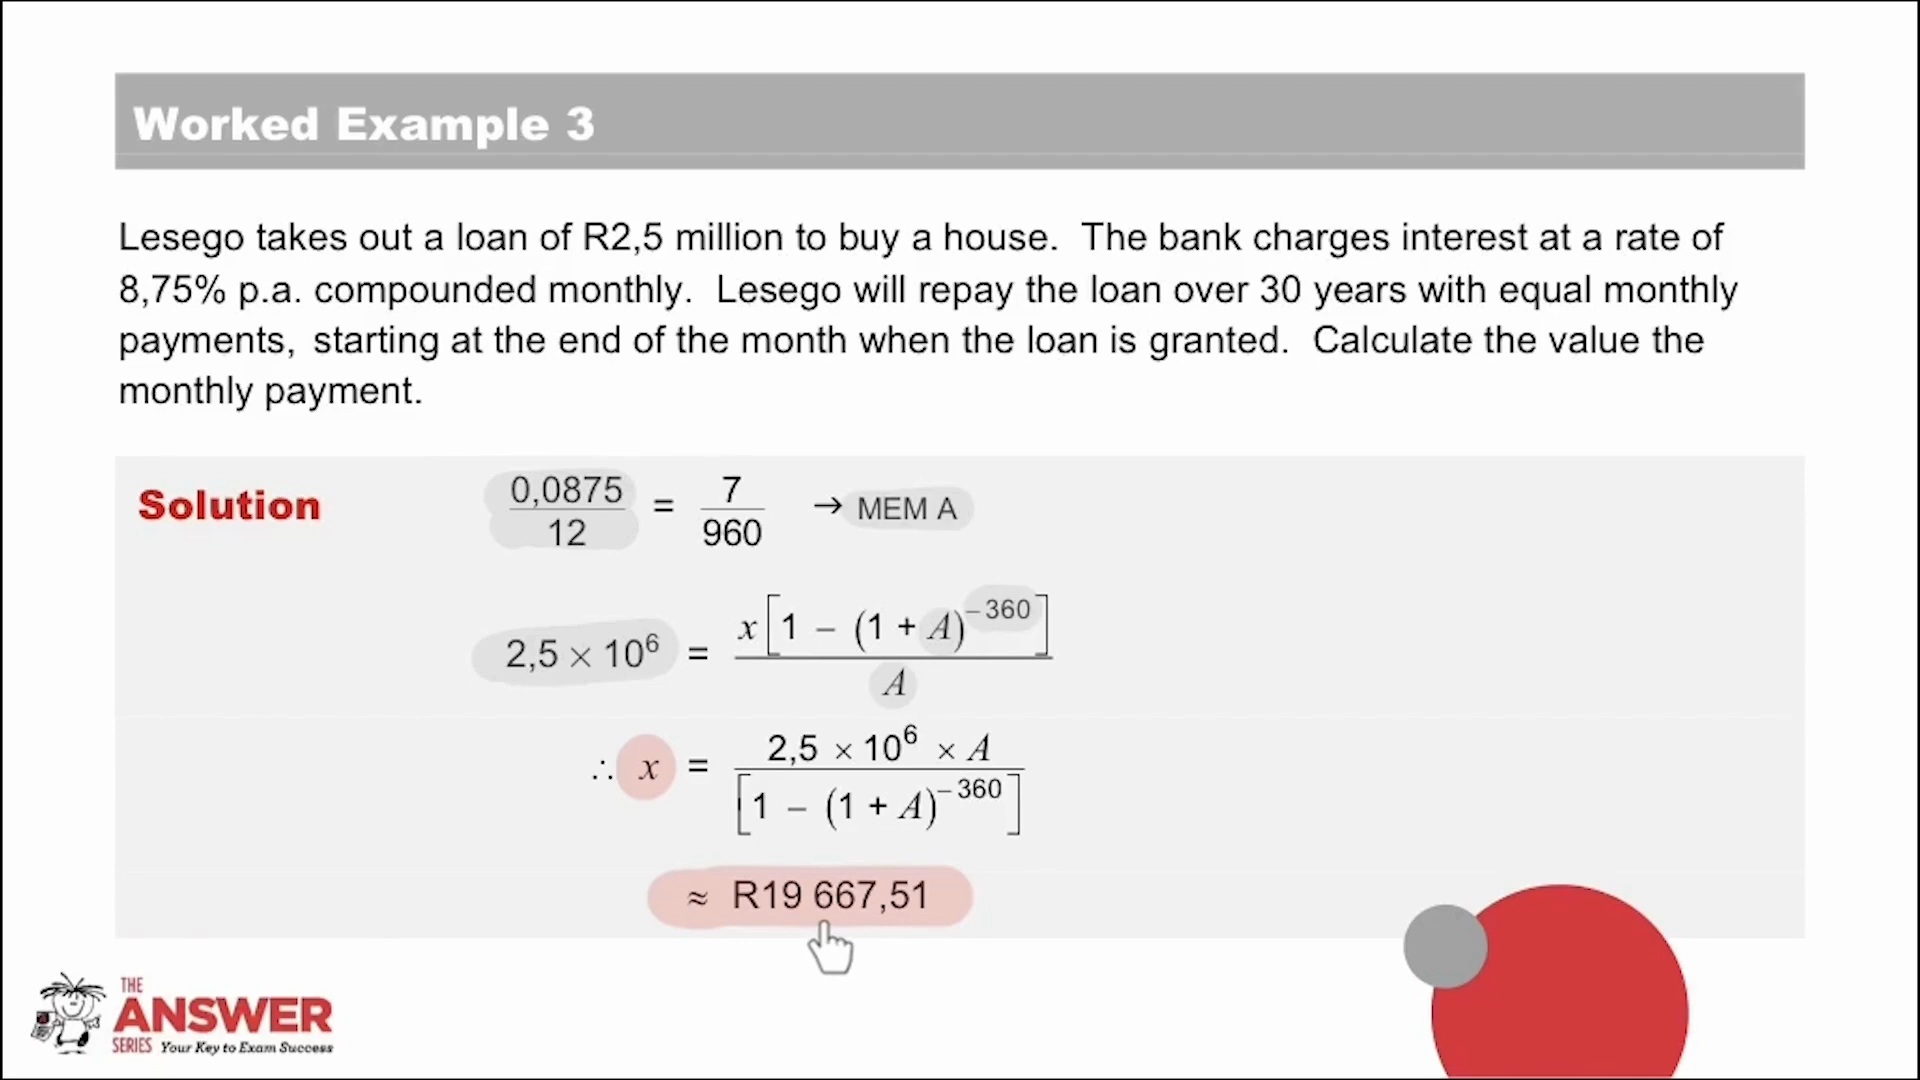 Worked Example 3
Lesego takes out a loan of R2,5 million to buy a house. The bank charges interest at a rate of
8,75% p.a. compounded monthly. Lesego will repay the loan over 30 years with equal monthly
payments, starting at the end of the month when the loan is granted. Calculate the value the
monthly payment.
Solution
0,0875/12 = 7/960 → MEM A
2,5 × 10⁶ = x[1 – (1 + A)⁻³⁶⁰]/A
∴ x = 2,5 × 10⁶ × A/[1 – (1 + A)⁻³⁶⁰]
≈ R19 667,51
THE
ANSWER
SERIES Your Key to Exam Success